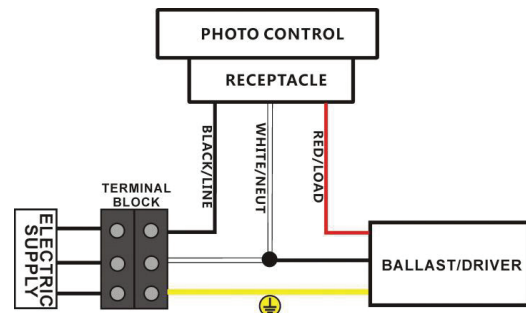 PHOTO CONTROL
RECEPTACLE
BLACK/LINE
WHITE/NEUT
RED/LOAD
TERMINAL
BLOCK
ELECTRIC
SUPPLY
BALLAST/DRIVER